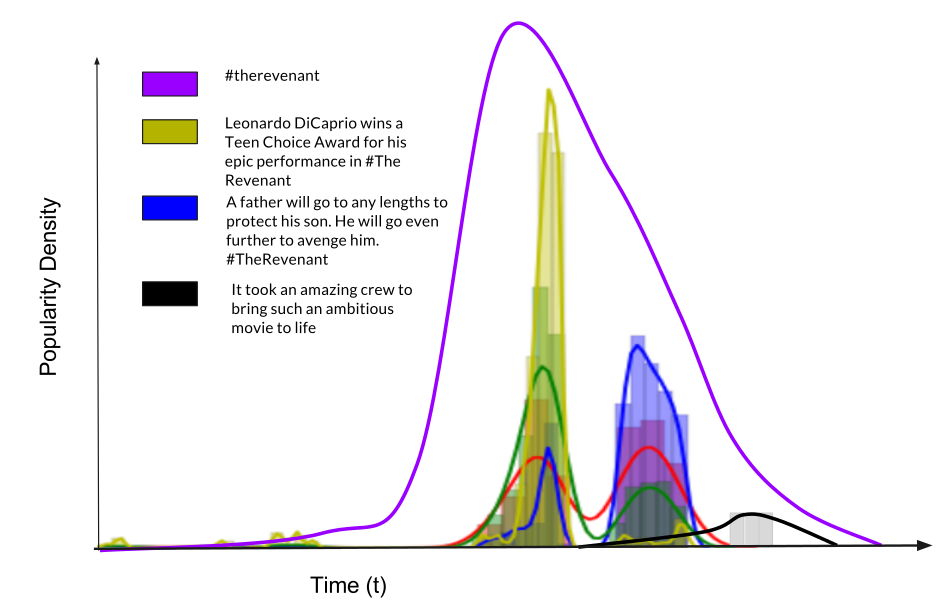 #therevenant
Leonardo DiCaprio wins a
Teen Choice Award for his
epic performance in #The
Revenant
A father will go to any lengths to
protect his son. He will go even
further to avenge him.
#TheRevenant
It took an amazing crew to
bring such an ambitious
movie to life
Popularity Density
Time (t)